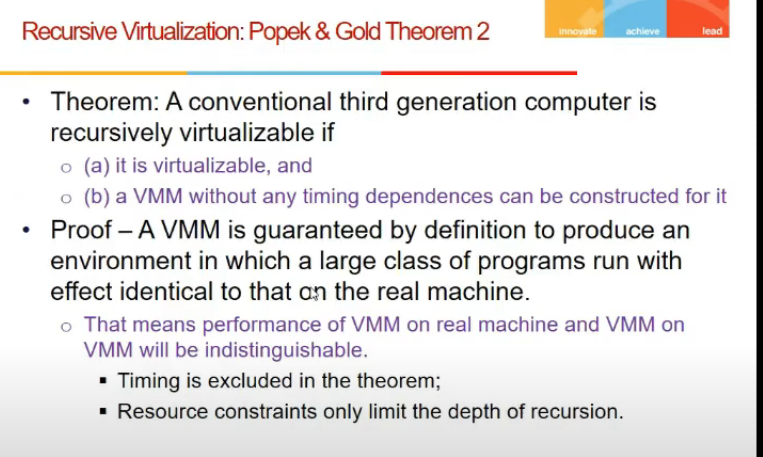 Recursive Virtualization: Popek & Gold Theorem 2
innovate achieve lead
• Theorem: A conventional third generation computer is
recursively virtualizable if
o (a) it is virtualizable, and
o (b) a VMM without any timing dependences can be constructed for it
• Proof – A VMM is guaranteed by definition to produce an
environment in which a large class of programs run with
effect identical to that on the real machine.
o That means performance of VMM on real machine and VMM on
VMM will be indistinguishable.
▪ Timing is excluded in the theorem;
▪ Resource constraints only limit the depth of recursion.